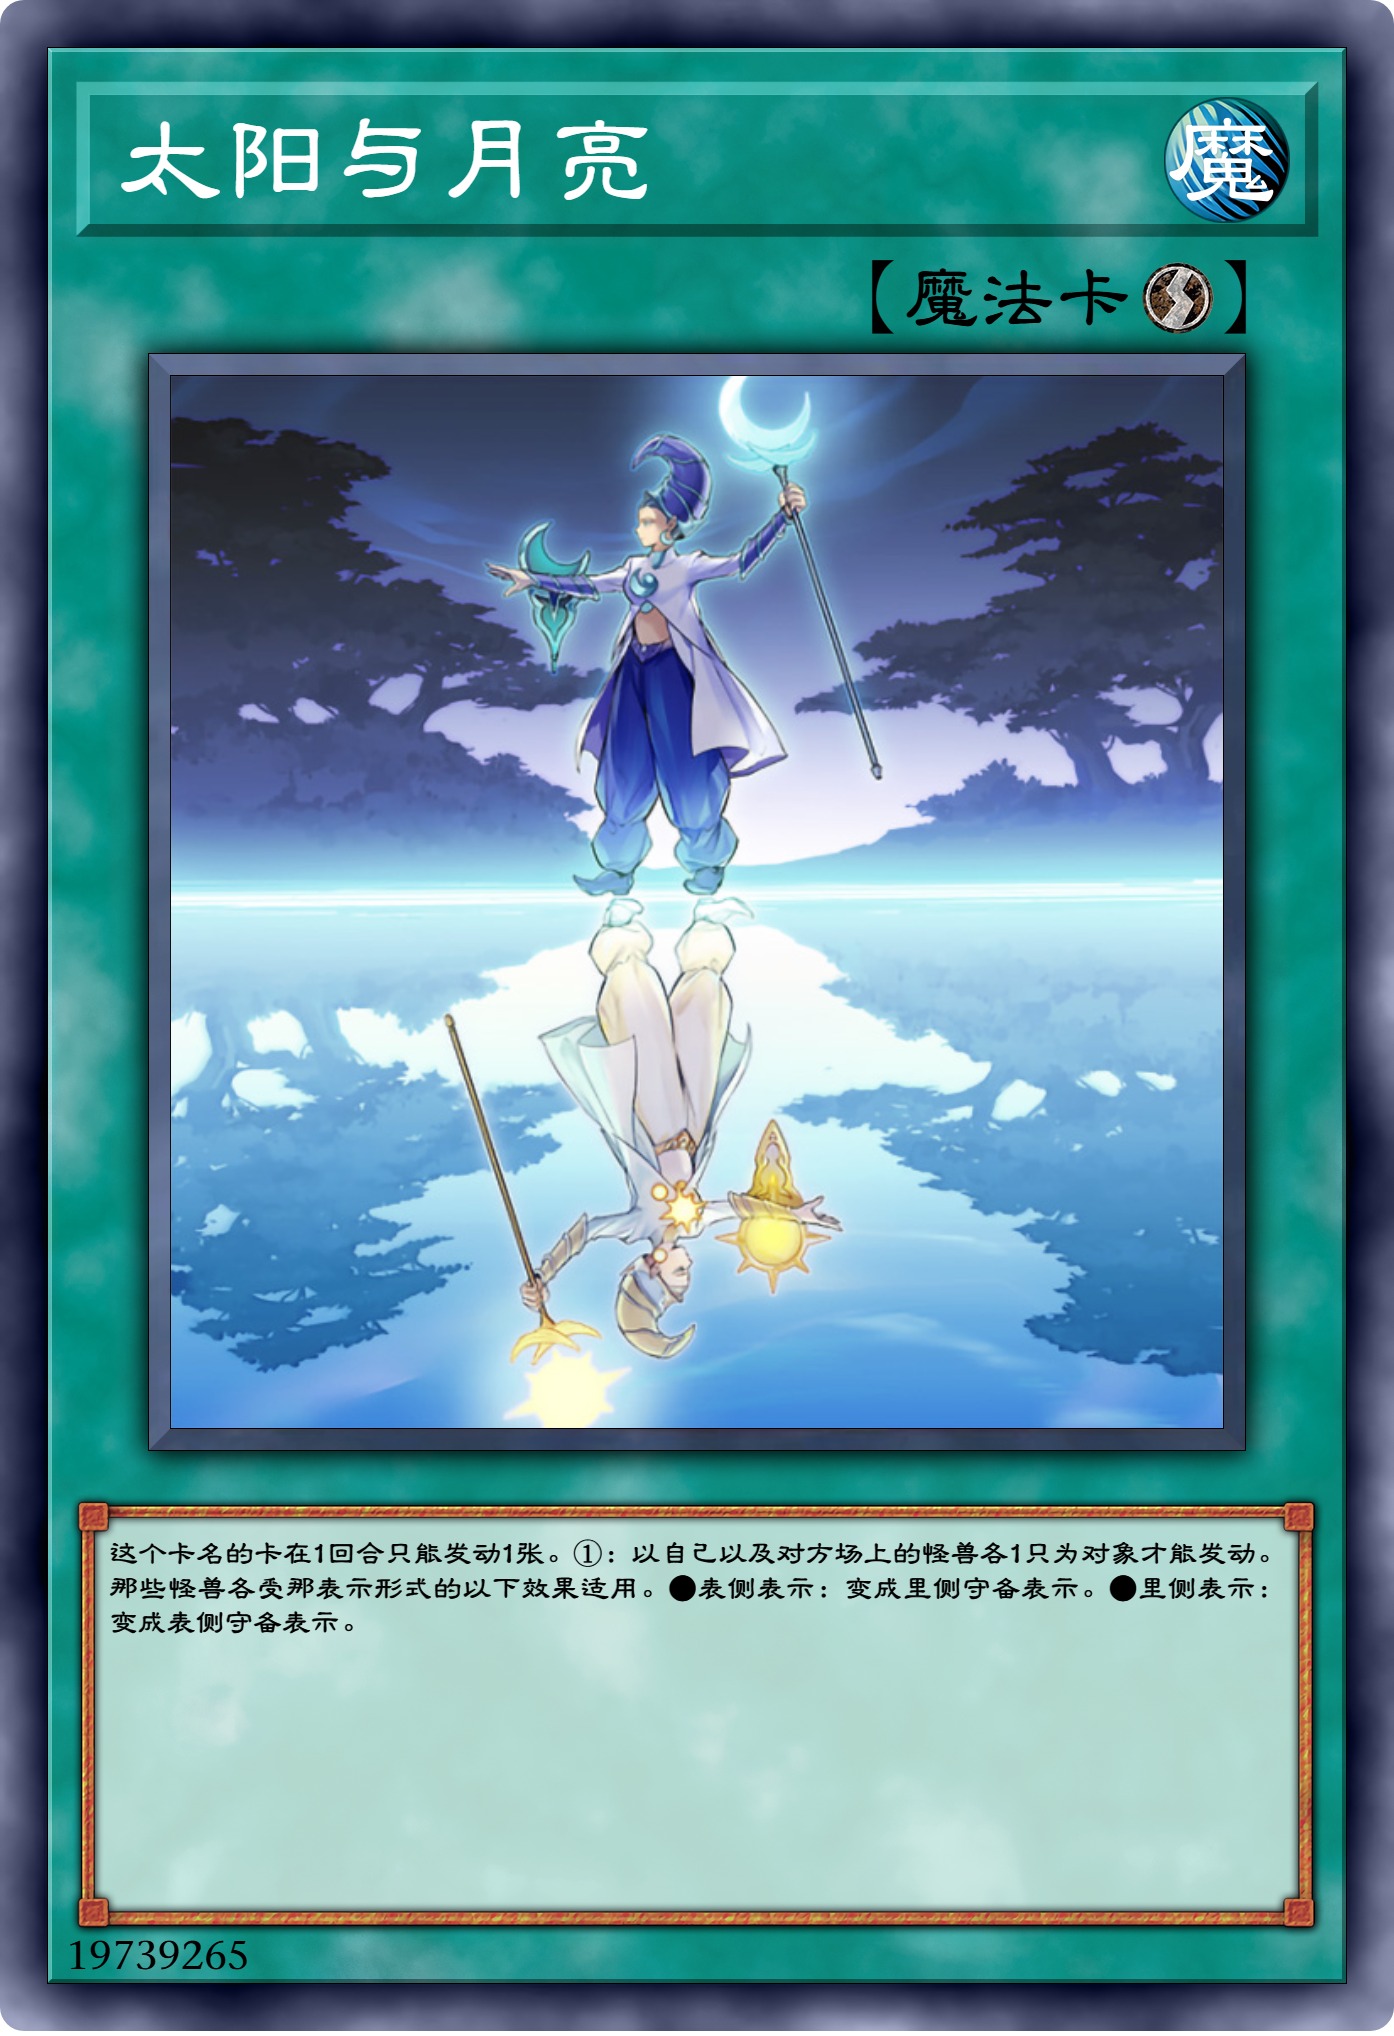 太阳与月亮
魔
【魔法卡】
这个卡名的卡在1回合只能发动1张。①：以自己以及对方场上的怪兽各1只为对象才能发动。
那些怪兽各受那表示形式的以下效果适用。●表侧表示：变成里侧守备表示。●里侧表示：
变成表侧守备表示。
19739265